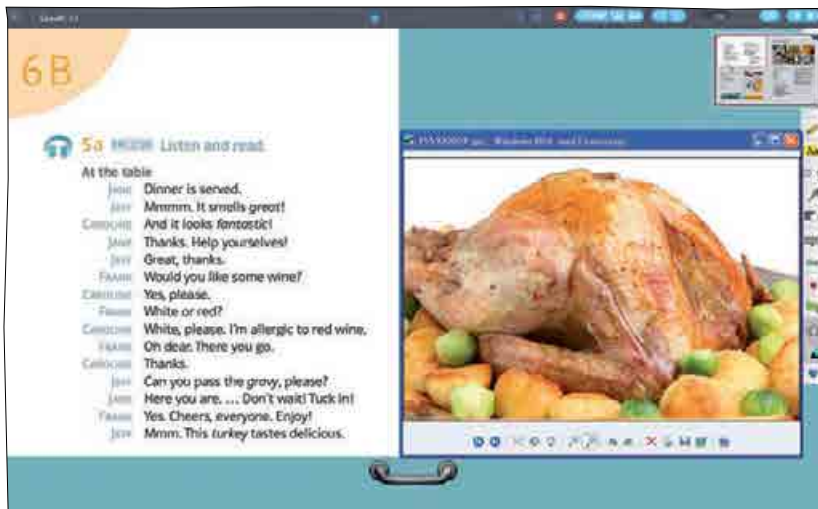 6B
5a Listen and read.
At the table
JANE Dinner is served.
JEFF Mmmm. It smells great!
CAROLINE And it looks fantastic!
JANE Thanks. Help yourselves!
JEFF Great, thanks.
FRANK Would you like some wine?
CAROLINE Yes, please.
FRANK White or red?
CAROLINE White, please. I'm allergic to red wine.
FRANK Oh dear. There you go.
CAROLINE Thanks.
JEFF Can you pass the gravy, please?
JANE Here you are. ... Don't wait! Tuck in!
FRANK Yes. Cheers, everyone. Enjoy!
JEFF Mmm. This turkey tastes delicious.